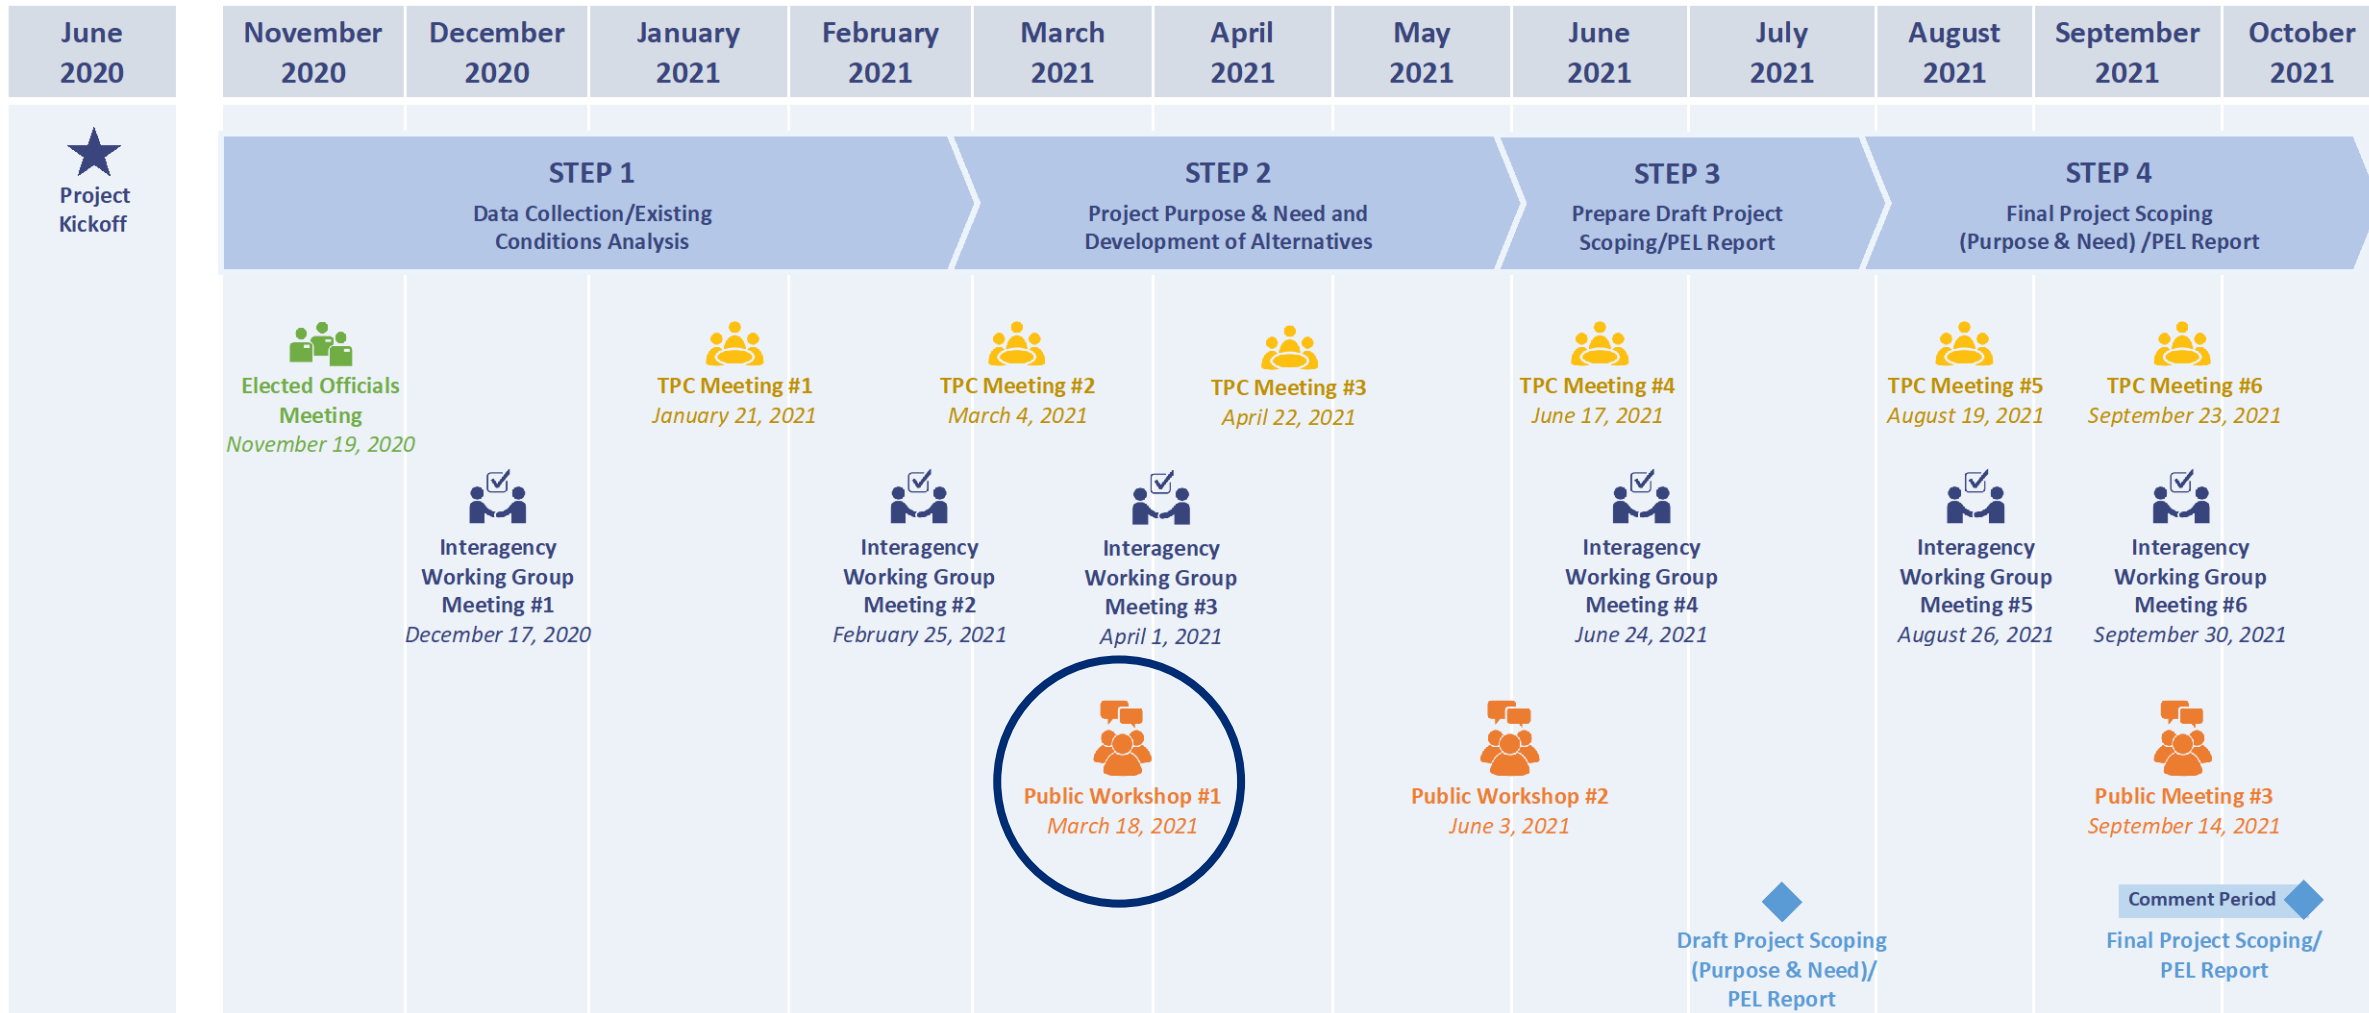 June
2020
November
2020
December
2020
January
2021
February
2021
March
2021
April
2021
May
2021
June
2021
July
2021
August
2021
September
2021
October
2021
Project
Kickoff
STEP 1
Data Collection/Existing
Conditions Analysis
STEP 2
Project Purpose & Need and
Development of Alternatives
STEP 3
Prepare Draft Project
Scoping/PEL Report
STEP 4
Final Project Scoping
(Purpose & Need) /PEL Report
Elected Officials
Meeting
November 19, 2020
TPC Meeting #1
January 21, 2021
TPC Meeting #2
March 4, 2021
TPC Meeting #3
April 22, 2021
TPC Meeting #4
June 17, 2021
TPC Meeting #5
August 19, 2021
TPC Meeting #6
September 23, 2021
Interagency
Working Group
Meeting #1
December 17, 2020
Interagency
Working Group
Meeting #2
February 25, 2021
Interagency
Working Group
Meeting #3
April 1, 2021
Interagency
Working Group
Meeting #4
June 24, 2021
Interagency
Working Group
Meeting #5
August 26, 2021
Interagency
Working Group
Meeting #6
September 30, 2021
Public Workshop #1
March 18, 2021
Public Workshop #2
June 3, 2021
Public Meeting #3
September 14, 2021
Draft Project Scoping
(Purpose & Need)/
PEL Report
Comment Period
Final Project Scoping/
PEL Report